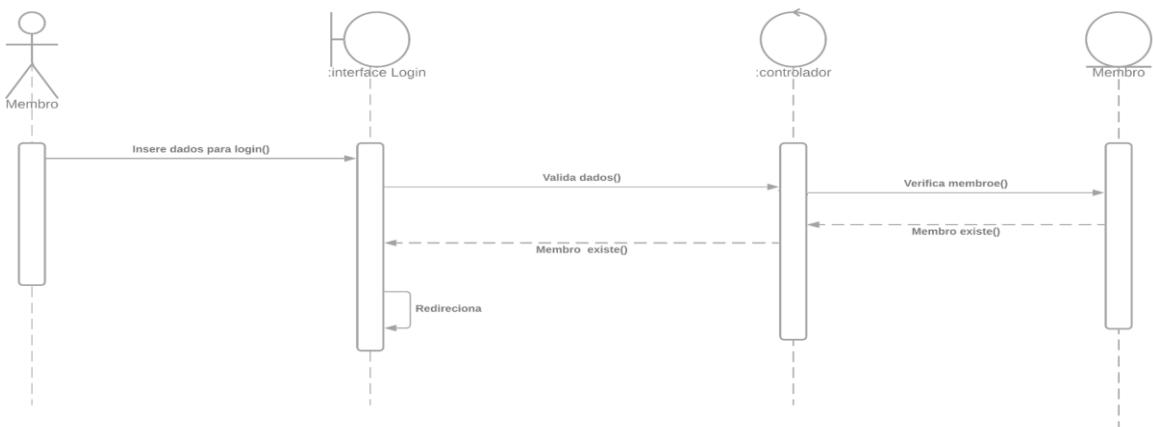 :interface Login
:controlador
Membro
Membro
Insere dados para login()
Valida dados()
Verifica membroe()
Membro existe()
Membro existe()
Redireciona